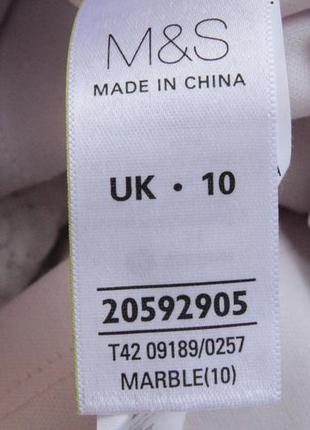 M&S
MADE IN CHINA
UK • 10
20592905
T42 09189/0257
MARBLE(10)